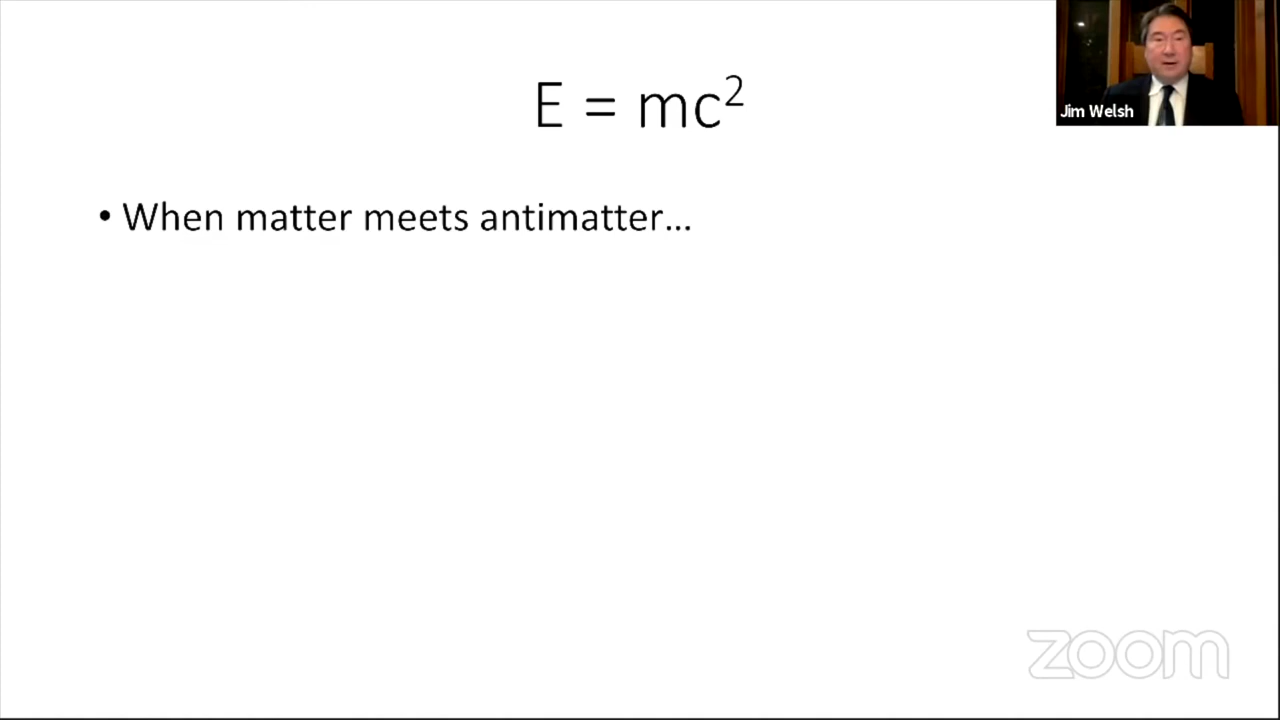 E = mc²
Jim Welsh
• When matter meets antimatter...
zoom